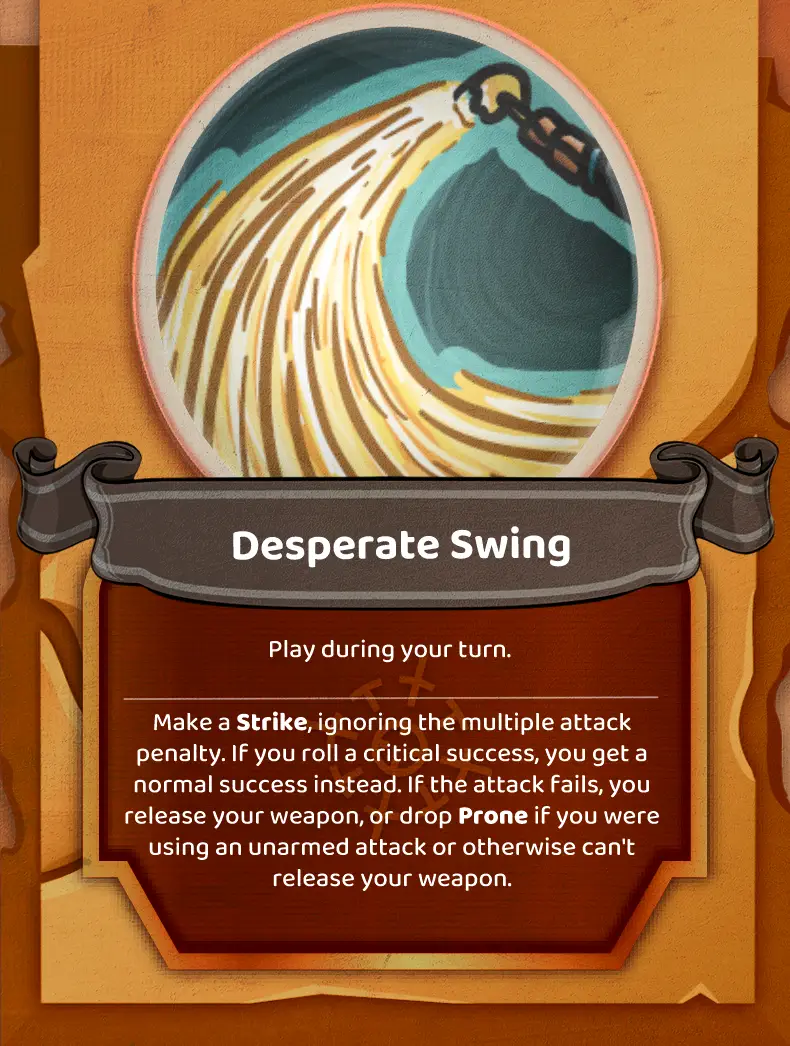 Desperate Swing
Play during your turn.
Make a Strike, ignoring the multiple attack
penalty. If you roll a critical success, you get a
normal success instead. If the attack fails, you
release your weapon, or drop Prone if you were
using an unarmed attack or otherwise can't
release your weapon.